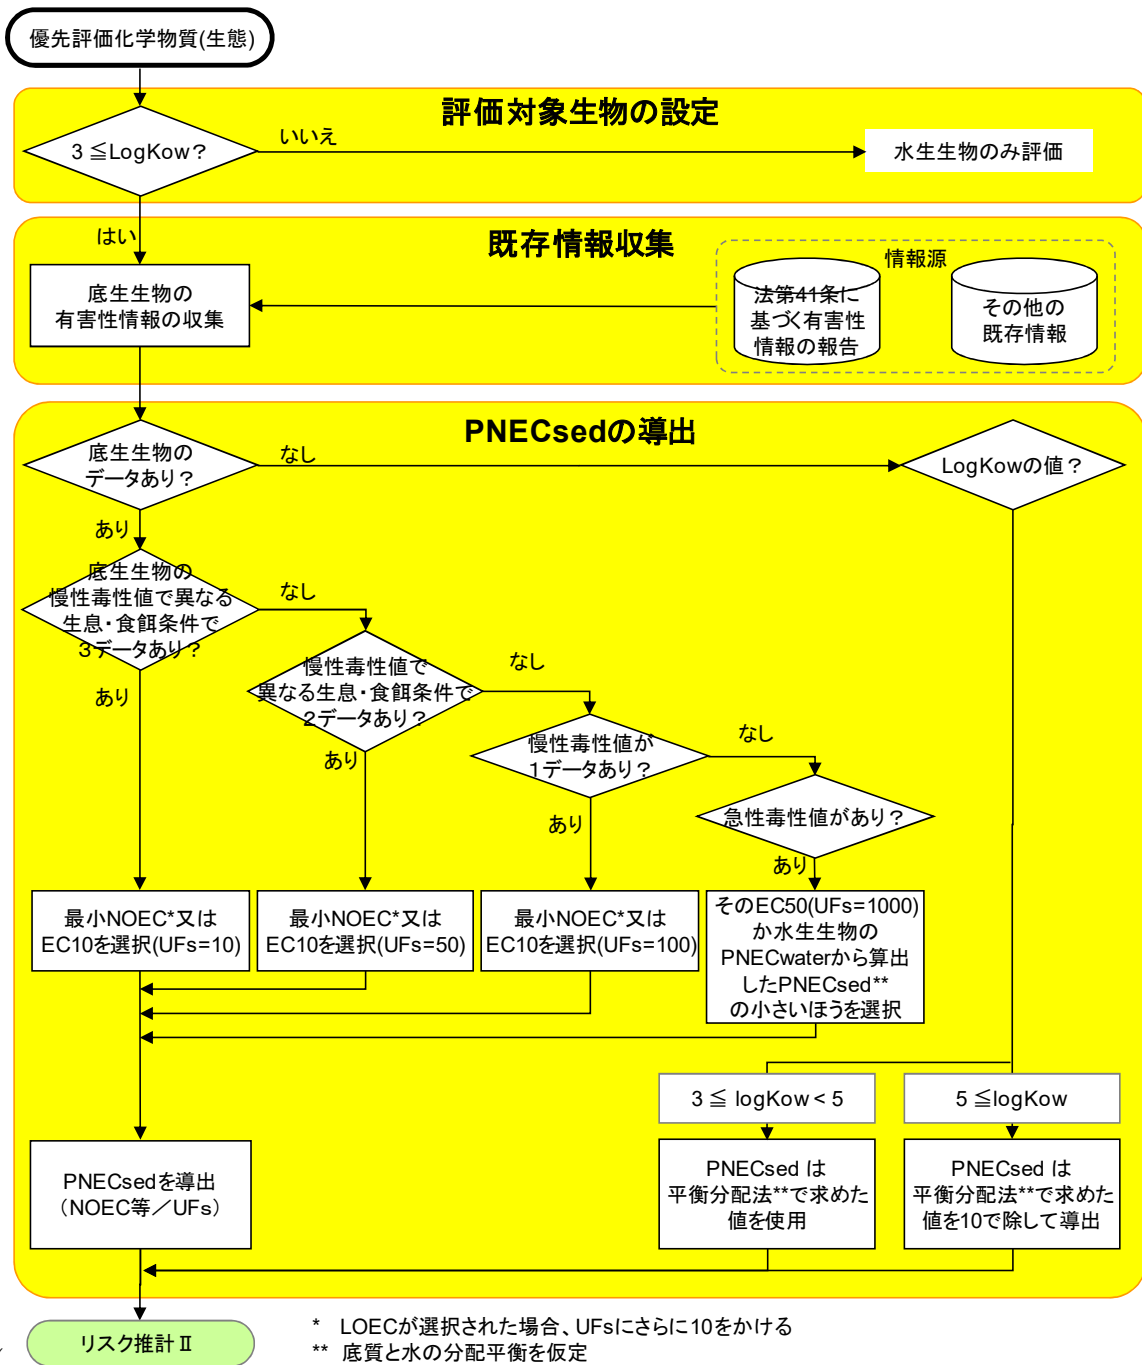 優先評価化学物質(生態)
評価対象生物の設定
3 ≦LogKow?
いいえ
水生生物のみ評価
はい
既存情報収集
底生生物の
有害性情報の収集
情報源
法第41条に
基づく有害性
情報の報告
その他の
既存情報
PNECsedの導出
底生生物の
データあり?
なし
LogKowの値?
あり
底生生物の
慢性毒性値で異なる
生息・食餌条件で
3データあり?
なし
あり
慢性毒性値で
異なる生息・食餌条件で
2データあり?
なし
あり
慢性毒性値が
1データあり?
なし
あり
急性毒性値があり?
あり
最小NOEC*又は
EC10を選択(UFs=10)
最小NOEC*又は
EC10を選択(UFs=50)
最小NOEC*又は
EC10を選択(UFs=100)
そのEC50(UFs=1000)
か水生生物の
PNECwaterから算出
したPNECsed**
の小さいほうを選択
3 ≦ logKow < 5
5 ≦logKow
PNECsedを導出
(NOEC等/UFs)
PNECsed は
平衡分配法**で求めた
値を使用
PNECsed は
平衡分配法**で求めた
値を10で除して導出
リスク推計Ⅱ
* LOECが選択された場合、UFsにさらに10をかける
** 底質と水の分配平衡を仮定